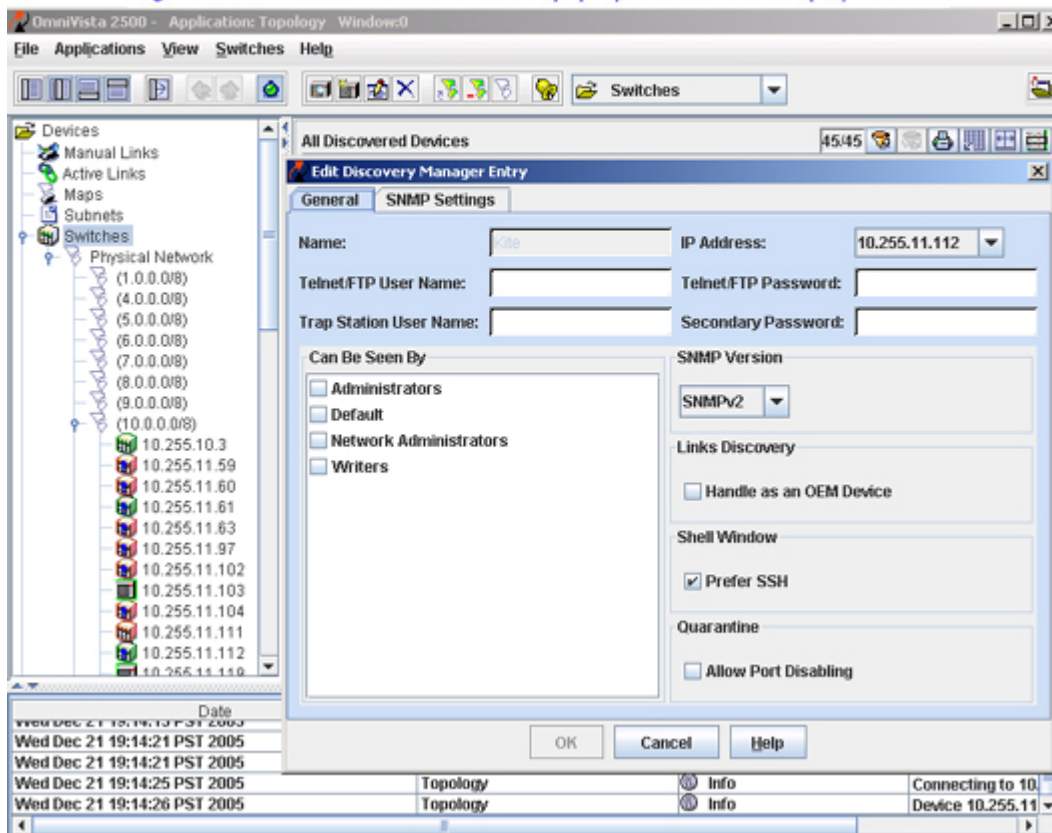 OmniVista 2500 - Application: Topology Window:0
File Applications View Switches Help
Switches
Devices
Manual Links
Active Links
Maps
Subnets
Switches
Physical Network
(1.0.0.0/8)
(4.0.0.0/8)
(5.0.0.0/8)
(6.0.0.0/8)
(7.0.0.0/8)
(8.0.0.0/8)
(9.0.0.0/8)
(10.0.0.0/8)
10.255.10.3
10.255.11.59
10.255.11.60
10.255.11.61
10.255.11.63
10.255.11.97
10.255.11.102
10.255.11.103
10.255.11.104
10.255.11.111
10.255.11.112
All Discovered Devices 45/45
Edit Discovery Manager Entry
General SNMP Settings
Name: Kite IP Address: 10.255.11.112
Telnet/FTP User Name: Telnet/FTP Password:
Trap Station User Name: Secondary Password:
Can Be Seen By
Administrators
Default
Network Administrators
Writers
SNMP Version
SNMPv2
Links Discovery
Handle as an OEM Device
Shell Window
Prefer SSH
Quarantine
Allow Port Disabling
OK Cancel Help
Date
Wed Dec 21 19:14:21 PST 2005
Wed Dec 21 19:14:21 PST 2005
Wed Dec 21 19:14:25 PST 2005 Topology Info Connecting to 10.
Wed Dec 21 19:14:26 PST 2005 Topology Info Device 10.255.11